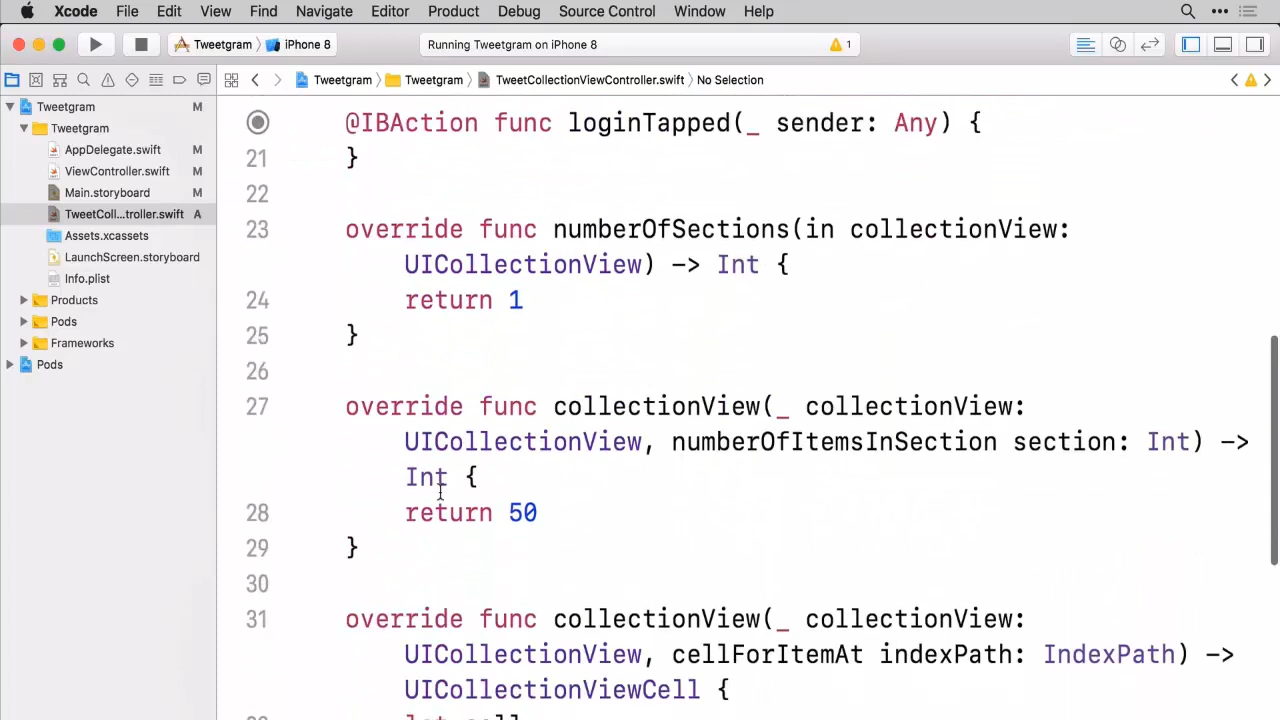 Xcode File Edit View Find Navigate Editor Product Debug Source Control Window Help
Tweetgram iPhone 8 Running Tweetgram on iPhone 8 1
Tweetgram Tweetgram TweetCollectionViewController.swift No Selection
Tweetgram M
Tweetgram
AppDelegate.swift M
ViewController.swift M
Main.storyboard M
TweetColl...troller.swift A
Assets.xcassets
LaunchScreen.storyboard
Info.plist
Products
Pods
Frameworks
Pods
@IBAction func loginTapped(_ sender: Any) {
21 }
22
23 override func numberOfSections(in collectionView:
UICollectionView) -> Int {
24 return 1
25 }
26
27 override func collectionView(_ collectionView:
UICollectionView, numberOfItemsInSection section: Int) ->
Int {
28 return 50
29 }
30
31 override func collectionView(_ collectionView:
UICollectionView, cellForItemAt indexPath: IndexPath) ->
UICollectionViewCell {